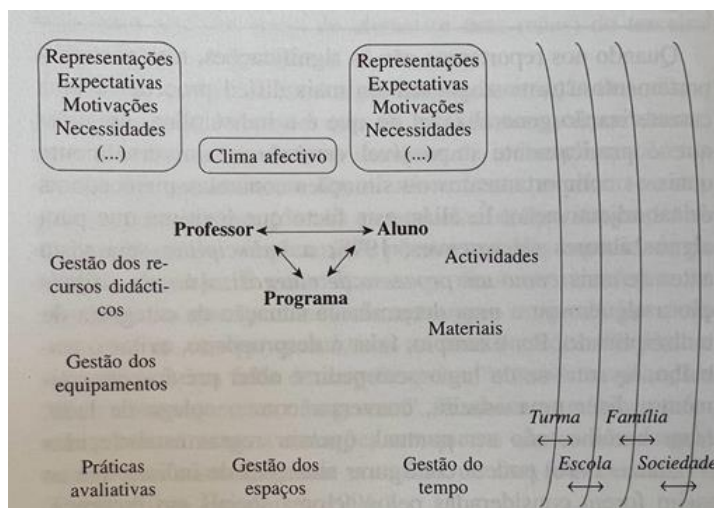 Representações
Expectativas
Motivações
Necessidades
(...)
Representações
Expectativas
Motivações
Necessidades
(...)
Clima afectivo
Professor
Aluno
Programa
Gestão dos re-
cursos didácti-
cos
Actividades
Materiais
Gestão dos
equipamentos
Turma
Família
Escola
Sociedade
Práticas
avaliativas
Gestão dos
espaços
Gestão do
tempo